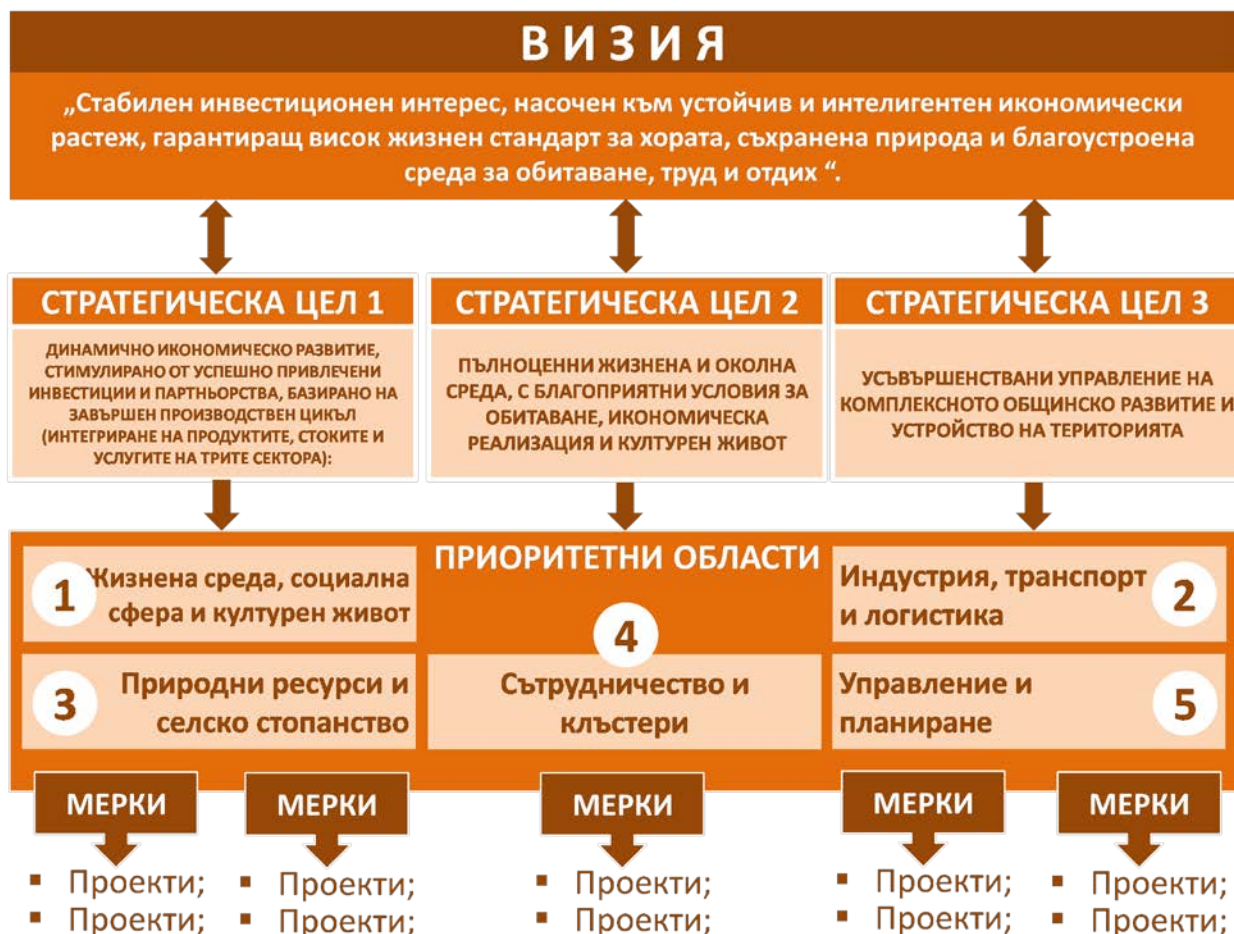 ВИЗИЯ
„Стабилен инвестиционен интерес, насочен към устойчив и интелигентен икономически
растеж, гарантиращ висок жизнен стандарт за хората, съхранена природа и благоустроена
среда за обитаване, труд и отдих “.
СТРАТЕГИЧЕСКА ЦЕЛ 1
ДИНАМИЧНО ИКОНОМИЧЕСКО РАЗВИТИЕ,
СТИМУЛИРАНО ОТ УСПЕШНО ПРИВЛЕЧЕНИ
ИНВЕСТИЦИИ И ПАРТНЬОРСТВА, БАЗИРАНО НА
ЗАВЪРШЕН ПРОИЗВОДСТВЕН ЦИКЪЛ
(ИНТЕГРИРАНЕ НА ПРОДУКТИТЕ, СТОКИТЕ И
УСЛУГИТЕ НА ТРИТЕ СЕКТОРА):
СТРАТЕГИЧЕСКА ЦЕЛ 2
ПЪЛНОЦЕННИ ЖИЗНЕНА И ОКОЛНА
СРЕДА, С БЛАГОПРИЯТНИ УСЛОВИЯ ЗА
ОБИТАВАНЕ, ИКОНОМИЧЕСКА
РЕАЛИЗАЦИЯ И КУЛТУРЕН ЖИВОТ
СТРАТЕГИЧЕСКА ЦЕЛ 3
УСЪВЪРШЕНСТВАНИ УПРАВЛЕНИЕ НА
КОМПЛЕКСНОТО ОБЩИНСКО РАЗВИТИЕ И
УСТРОЙСТВО НА ТЕРИТОРИЯТА
ПРИОРИТЕТНИ ОБЛАСТИ
1
Жизнена среда, социална
сфера и културен живот
Индустрия, транспорт
и логистика
2
3
Природни ресурси и
селско стопанство
4
Сътрудничество и
клъстери
Управление и
планиране
5
МЕРКИ
▪ Проекти;
▪ Проекти;
МЕРКИ
▪ Проекти;
▪ Проекти;
МЕРКИ
▪ Проекти;
▪ Проекти;
МЕРКИ
▪ Проекти;
▪ Проекти;
МЕРКИ
▪ Проекти;
▪ Проекти;